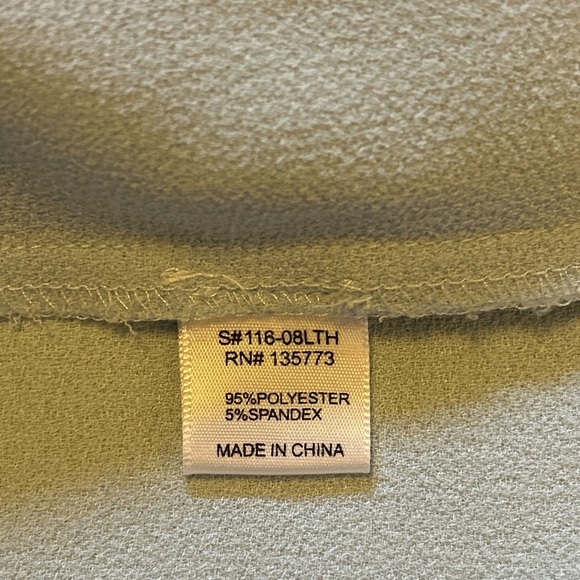 S#116-08LTH
RN# 135773
95%POLYESTER
5%SPANDEX
MADE IN CHINA